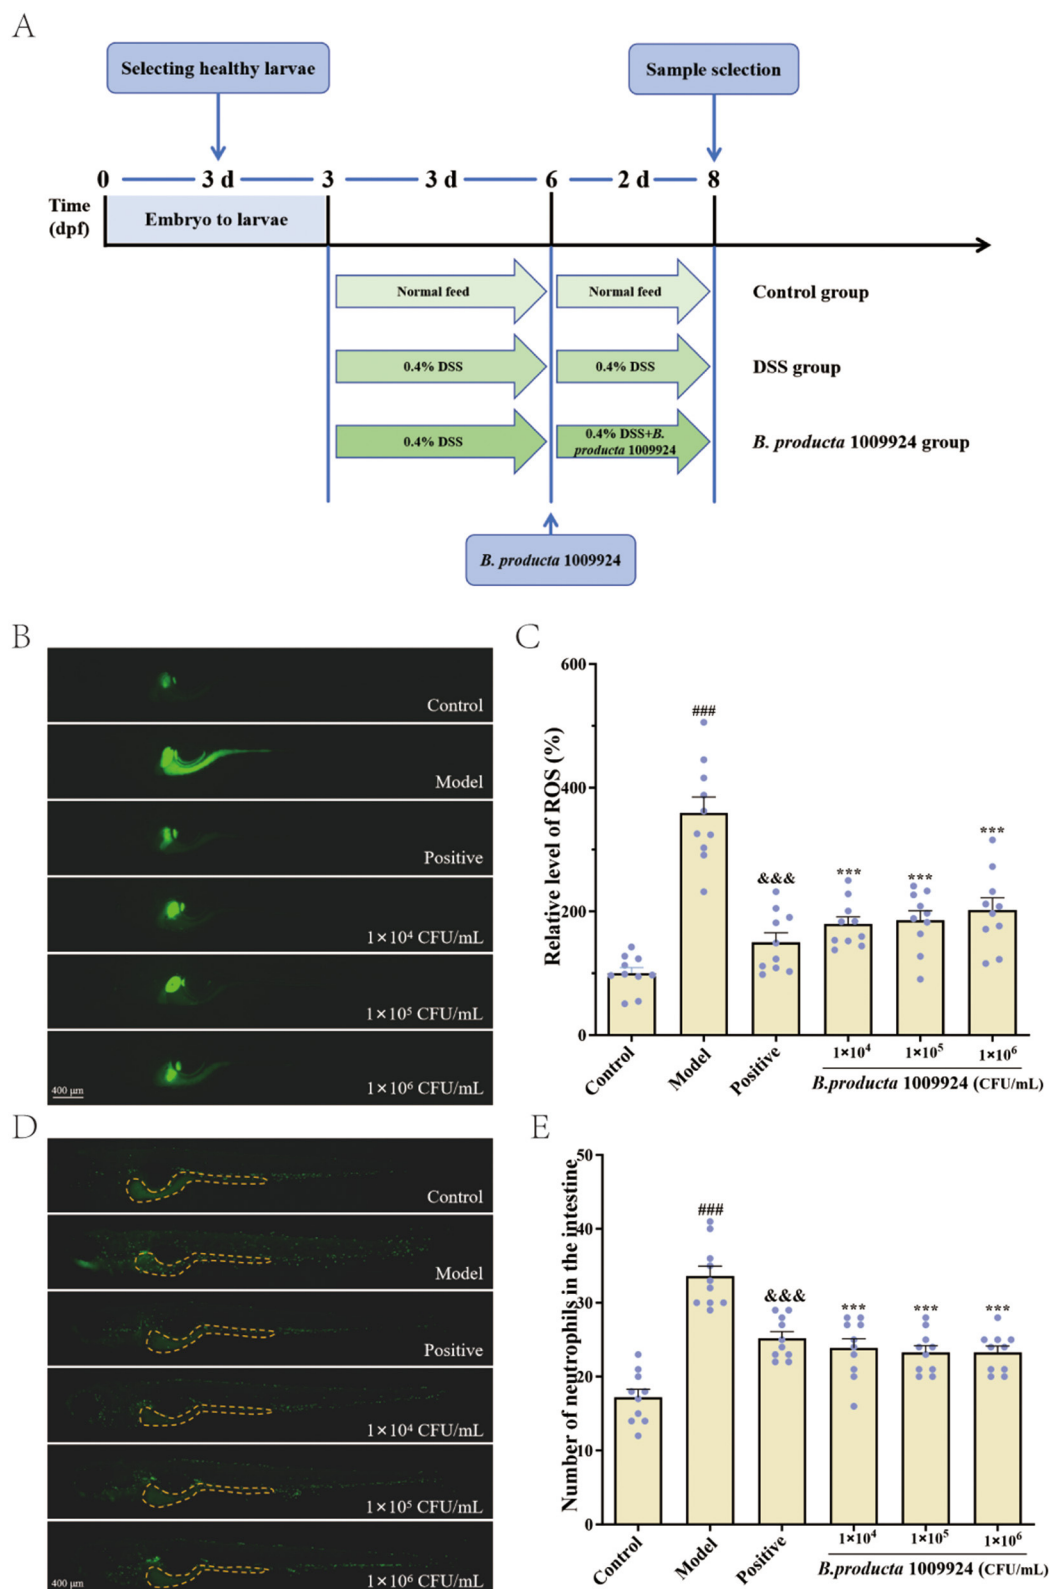 A
Selecting healthy larvae
Sample sclection
0 3 d 3 3 d 6 2 d 8
Time
(dpf)
Embryo to larvae
Normal feed
Normal feed
Control group
0.4% DSS
0.4% DSS
DSS group
0.4% DSS
0.4% DSS+B.
producta 1009924
B. producta 1009924 group
B. producta 1009924
B
Control
Model
Positive
1×10⁴ CFU/mL
1×10⁵ CFU/mL
1×10⁶ CFU/mL
400 μm
C
Relative level of ROS (%)
600
400
200
0
###
&&&
***
***
***
Control
Model
Positive
1×10⁴
1×10⁵
1×10⁶
B.producta 1009924 (CFU/mL)
D
Control
Model
Positive
1×10⁴ CFU/mL
1×10⁵ CFU/mL
1×10⁶ CFU/mL
400 μm
E
Number of neutrophils in the intestine
50
40
30
20
10
0
###
&&&
***
***
***
Control
Model
Positive
1×10⁴
1×10⁵
1×10⁶
B.producta 1009924 (CFU/mL)